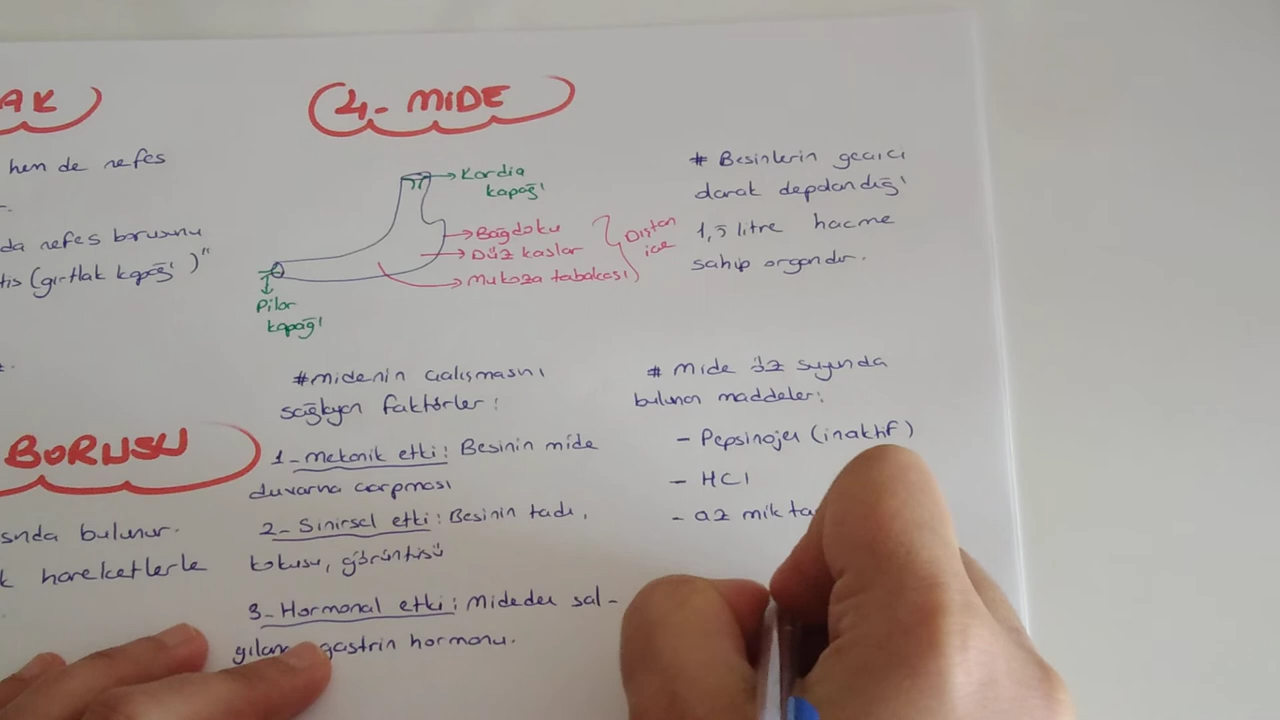 AK
hem de nefes
da nefes borusunu
tis (gırtlak kapağı)"
BORUSU
sında bulunur.
k hareketlerle
4- MİDE
Kardia
kapağı
Bağdoku
Düz kaslar
Mukoza tabakası
Dıştan
içe
Pilor
kapağı
# Besinlerin geçici
olarak depolandığı
1,5 litre hacme
sahip organdır.
# midenin çalışmasını
sağlayan faktörler:
1- mekanik etki: Besinin mide
duvarına çarpması
2- Sinirsel etki: Besinin tadı,
kokusu, görüntüsü
3- Hormonal etki: Mideden sal-
gılanan gastrin hormonu.
# Mide öz suyunda
bulunan maddeler:
- Pepsinojen (inaktif)
- HCl
- az mikta